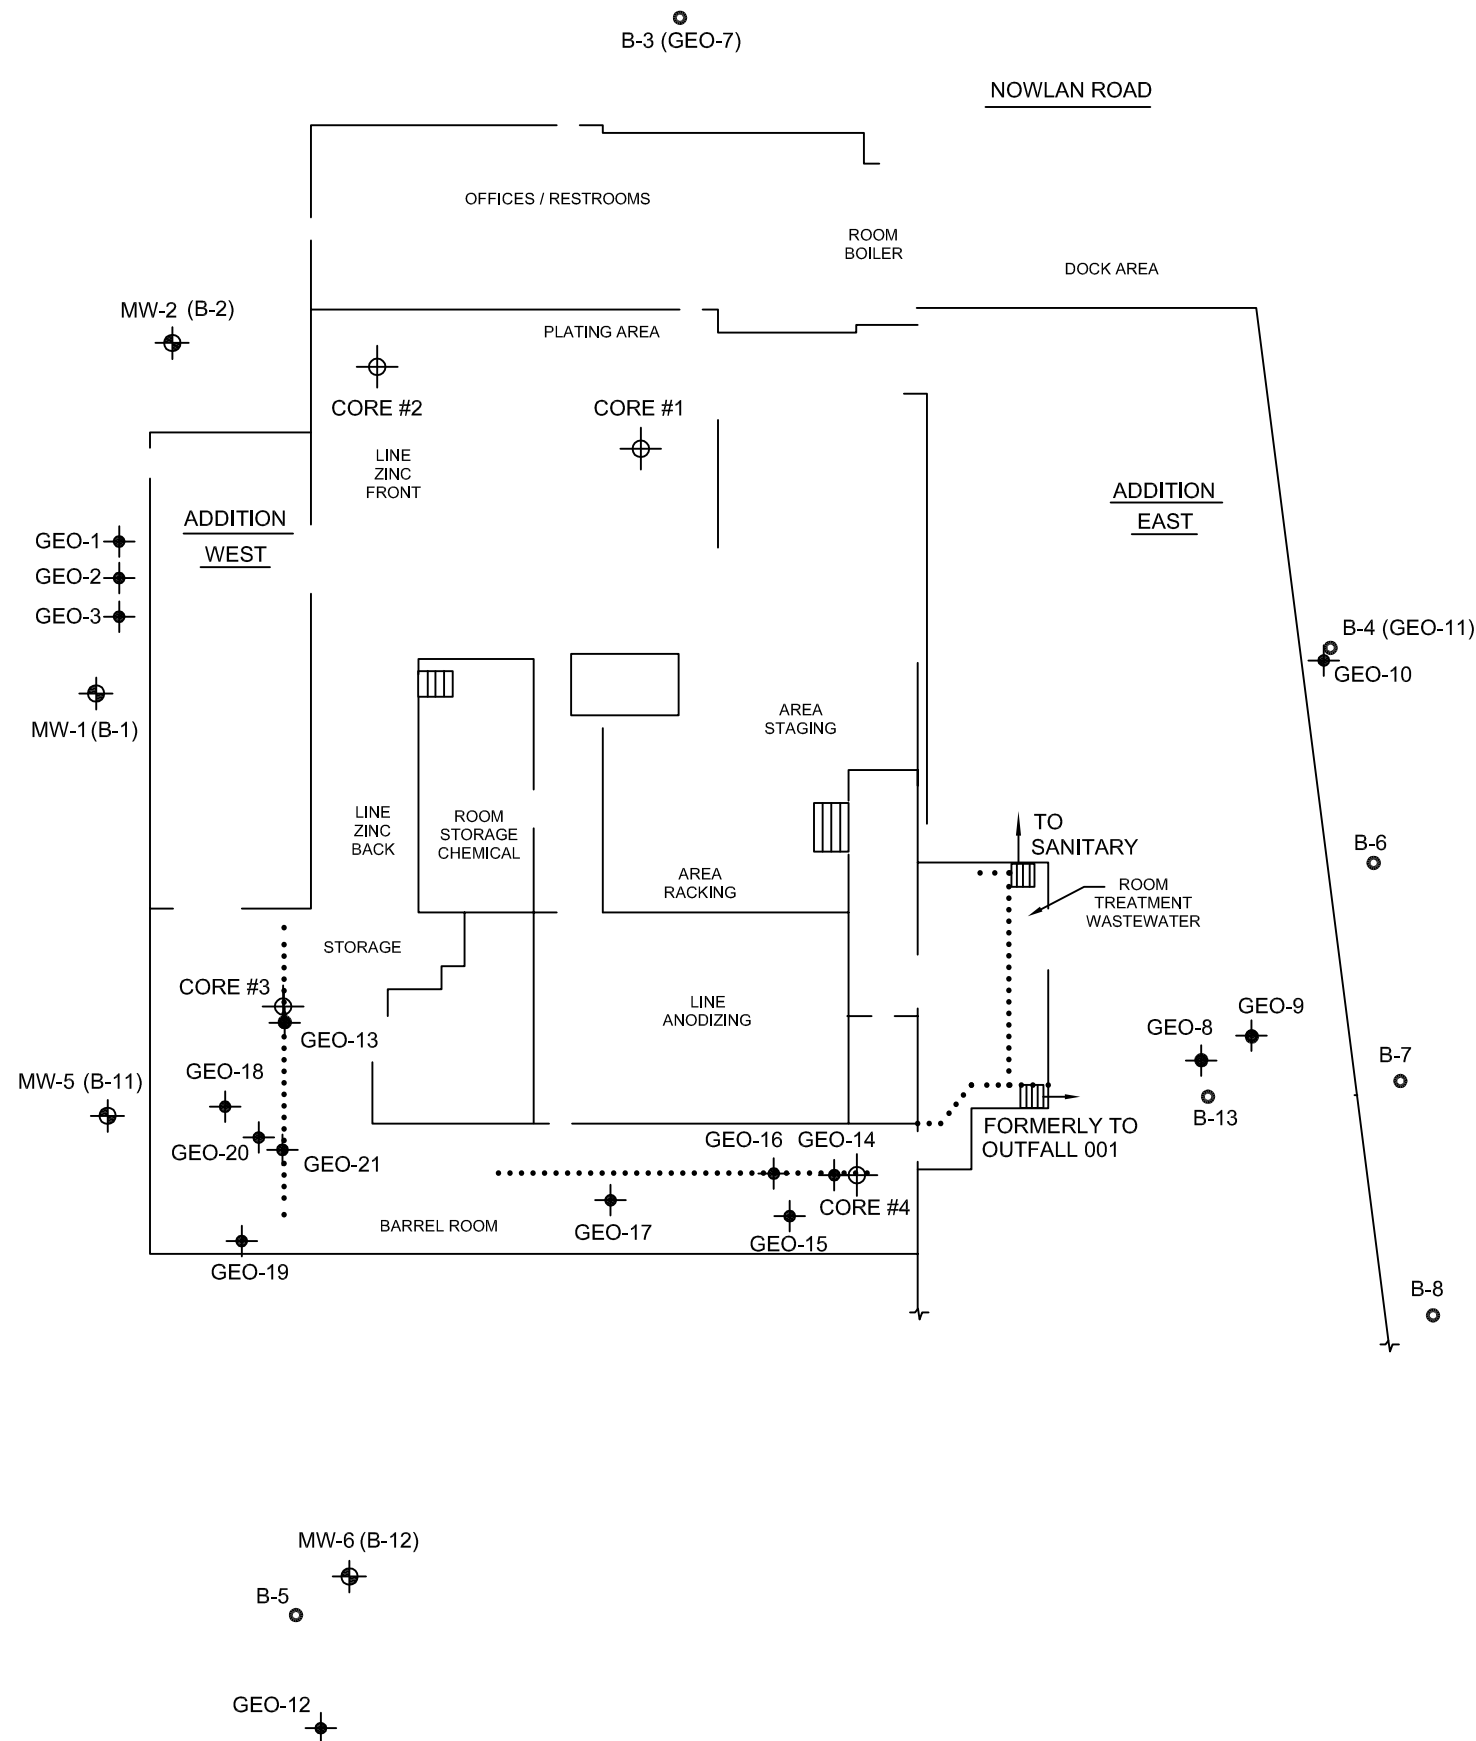 B-3 (GEO-7)
NOWLAN ROAD
OFFICES / RESTROOMS
ROOM
BOILER
DOCK AREA
MW-2 (B-2)
PLATING AREA
CORE #2
CORE #1
LINE
ZINC
FRONT
ADDITION
WEST
ADDITION
EAST
GEO-1
GEO-2
GEO-3
B-4 (GEO-11)
GEO-10
MW-1 (B-1)
AREA
STAGING
LINE
ZINC
BACK
ROOM
STORAGE
CHEMICAL
TO
SANITARY
B-6
AREA
RACKING
ROOM
TREATMENT
WASTEWATER
STORAGE
CORE #3
GEO-13
LINE
ANODIZING
GEO-9
GEO-8
B-7
GEO-18
MW-5 (B-11)
B-13
FORMERLY TO
OUTFALL 001
GEO-20
GEO-21
GEO-16
GEO-14
CORE #4
BARREL ROOM
GEO-17
GEO-15
GEO-19
B-8
MW-6 (B-12)
B-5
GEO-12